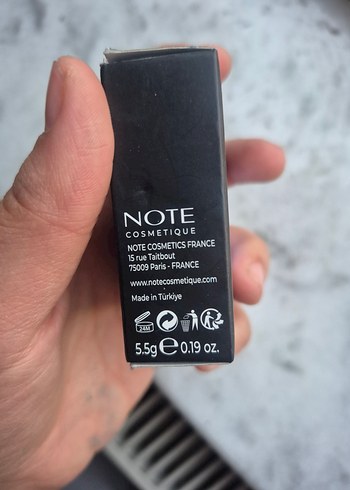 NOTE
COSMETIQUE
NOTE COSMETICS FRANCE
15 rue Taitbout
75009 Paris - FRANCE
www.notecosmetique.com
Made in Türkiye
24M
5.5g ℮ 0.19 oz.